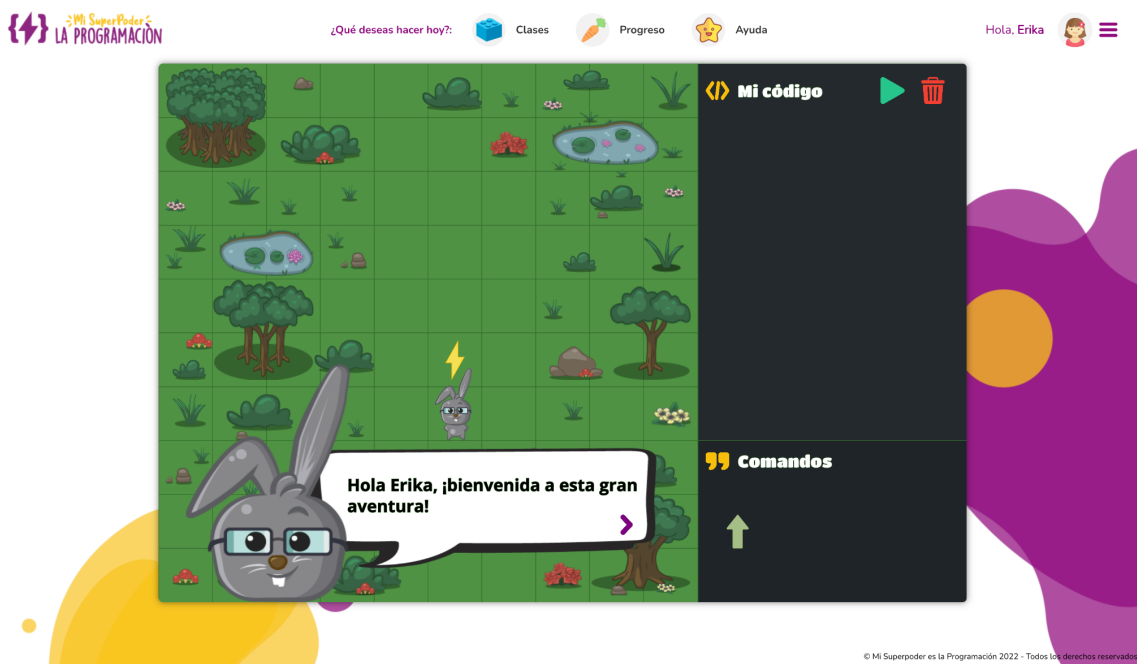 Mi SuperPoder
LA PROGRAMACIÒN
¿Qué deseas hacer hoy?:
Clases
Progreso
Ayuda
Hola, Erika
Mi código
Comandos
Hola Erika, ¡bienvenida a esta gran
aventura!
© Mi Superpoder es la Programación 2022 - Todos los derechos reservados